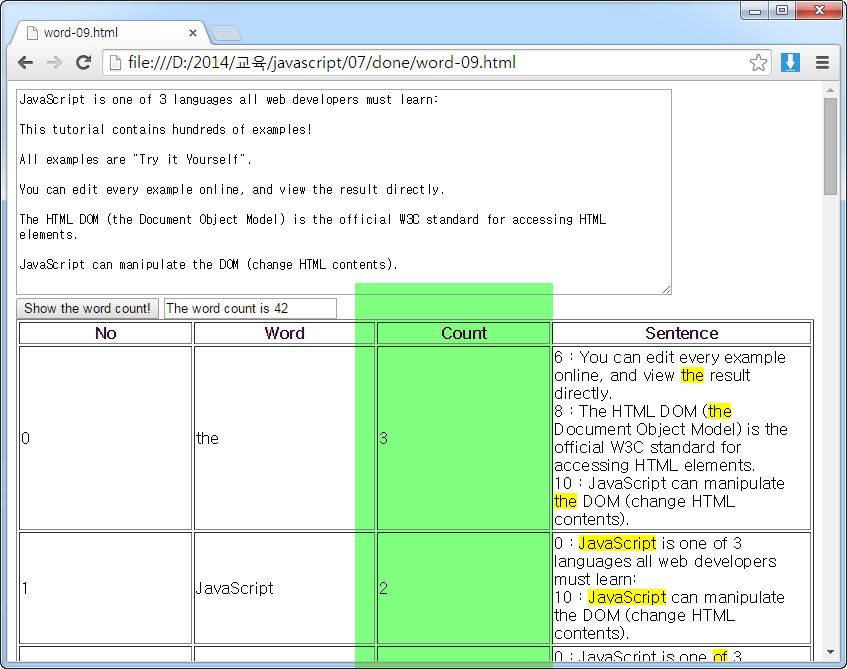 word-09.html
file:///D:/2014/교육/javascript/07/done/word-09.html
JavaScript is one of 3 languages all web developers must learn:
This tutorial contains hundreds of examples!
All examples are "Try it Yourself".
You can edit every example online, and view the result directly.
The HTML DOM (the Document Object Model) is the official W3C standard for accessing HTML
elements.
JavaScript can manipulate the DOM (change HTML contents).
Show the word count! The word count is 42
No Word Count Sentence
0 the 3
6 : You can edit every example
online, and view the result
directly.
8 : The HTML DOM (the
Document Object Model) is the
official W3C standard for
accessing HTML elements.
10 : JavaScript can manipulate
the DOM (change HTML
contents).
1 JavaScript 2
0 : JavaScript is one of 3
languages all web developers
must learn:
10 : JavaScript can manipulate
the DOM (change HTML
contents).
0 : JavaScript is one of 3